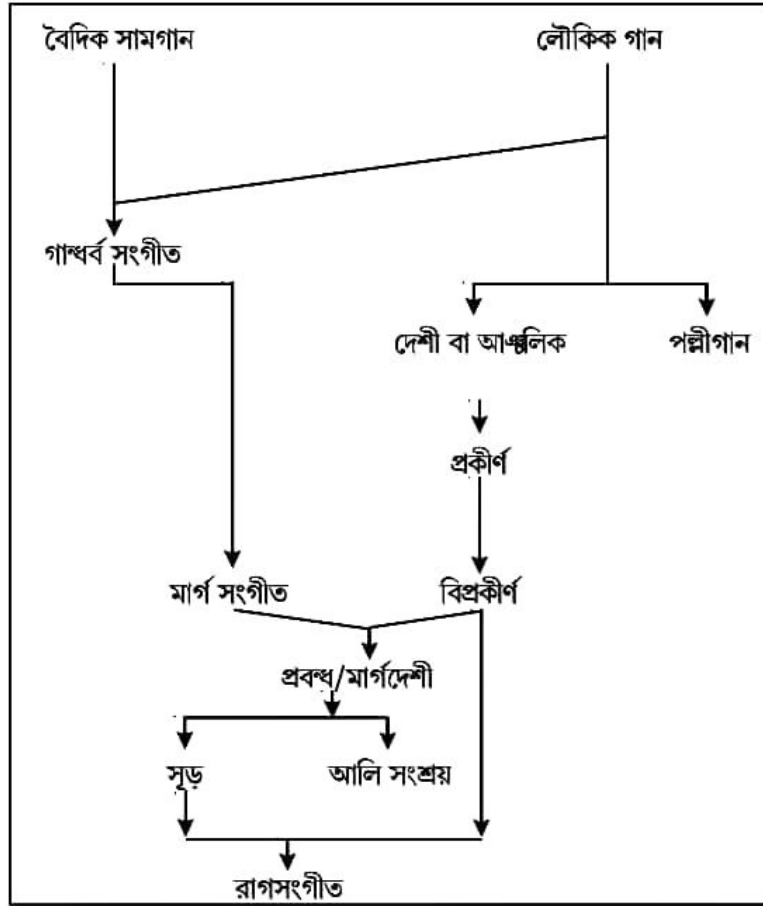 বৈদিক সামগান
লৌকিক গান
গান্ধর্ব সংগীত
দেশী বা আঞ্চলিক
পল্লীগান
প্রকীর্ণ
মার্গ সংগীত
বিপ্রকীর্ণ
প্রবন্ধ/মার্গদেশী
সূড়
আলি সংশ্রয়
রাগসংগীত